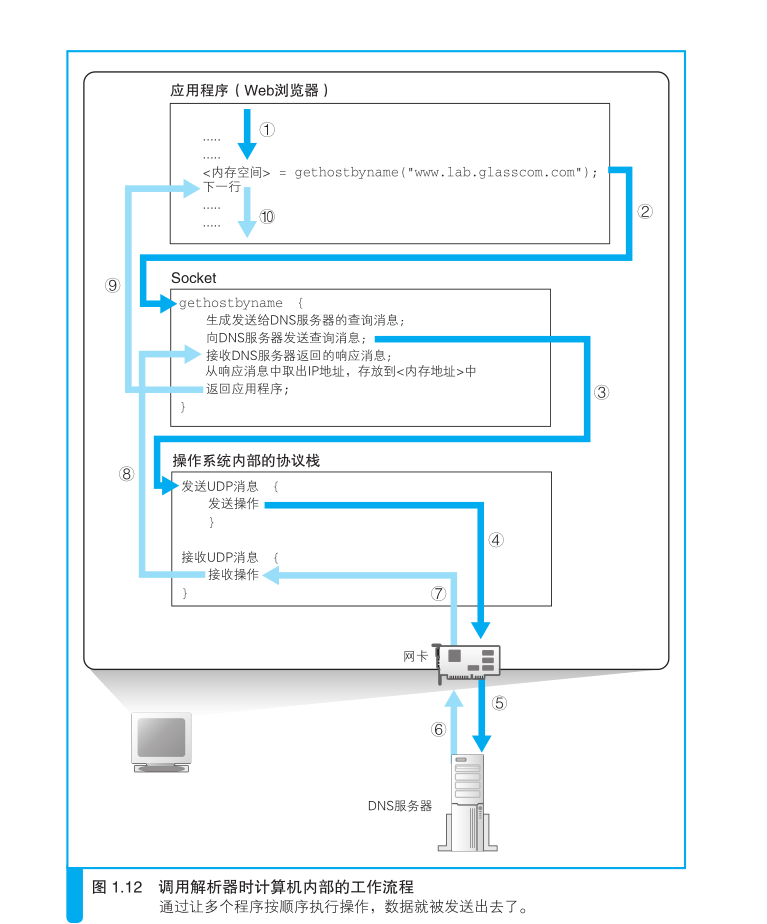 应用程序（Web浏览器）
①
.....
.....
<内存空间> = gethostbyname("www.lab.glasscom.com");
下一行
②
.....
⑩
.....
⑨
Socket
gethostbyname {
生成发送给DNS服务器的查询消息;
向DNS服务器发送查询消息;
接收DNS服务器返回的响应消息;
从响应消息中取出IP地址，存放到<内存地址>中
返回应用程序;
③
}
操作系统内部的协议栈
⑧
发送UDP消息 {
发送操作
}
④
接收UDP消息 {
接收操作
}
⑦
网卡
⑤
⑥
DNS服务器
图 1.12 调用解析器时计算机内部的工作流程
通过让多个程序按顺序执行操作，数据就被发送出去了。